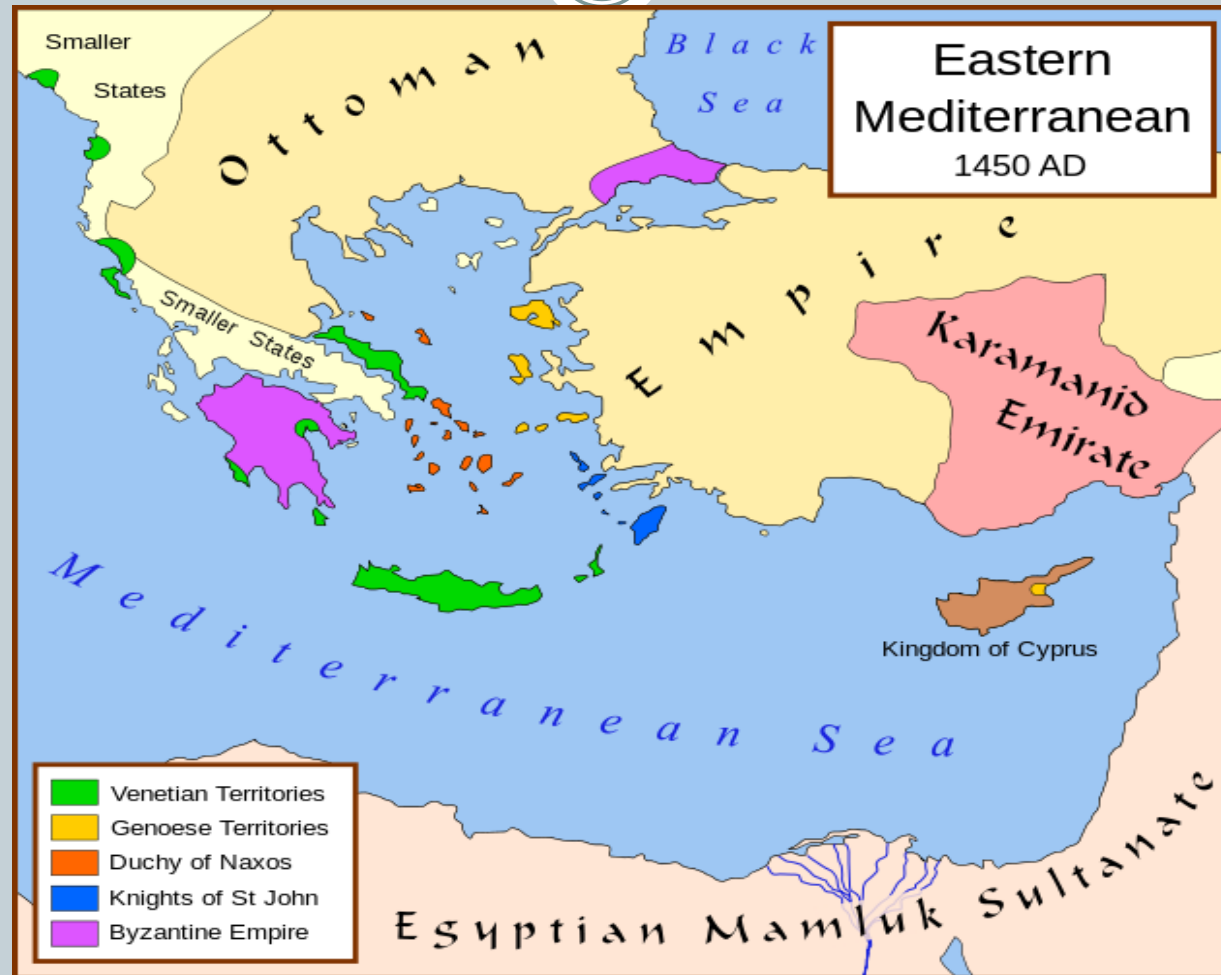 Smaller
States
Ottoman
Black
Sea
Eastern
Mediterranean
1450 AD
Empire
Smaller States
Karamanid
Emirate
Mediterranean Sea
Kingdom of Cyprus
Venetian Territories
Genoese Territories
Duchy of Naxos
Knights of St John
Byzantine Empire
Egyptian Mamluk Sultanate